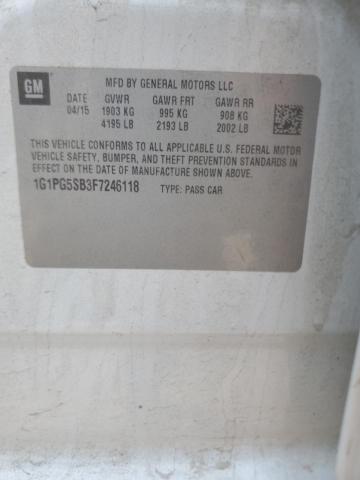 GM
MFD BY GENERAL MOTORS LLC
DATE GVWR GAWR FRT GAWR RR
04/15 1903 KG 995 KG 908 KG
4195 LB 2193 LB 2002 LB
THIS VEHICLE CONFORMS TO ALL APPLICABLE U.S. FEDERAL MOTOR
VEHICLE SAFETY, BUMPER, AND THEFT PREVENTION STANDARDS IN
EFFECT ON THE DATE OF MANUFACTURE SHOWN ABOVE.
1G1PG5SB3F7246118 TYPE: PASS CAR